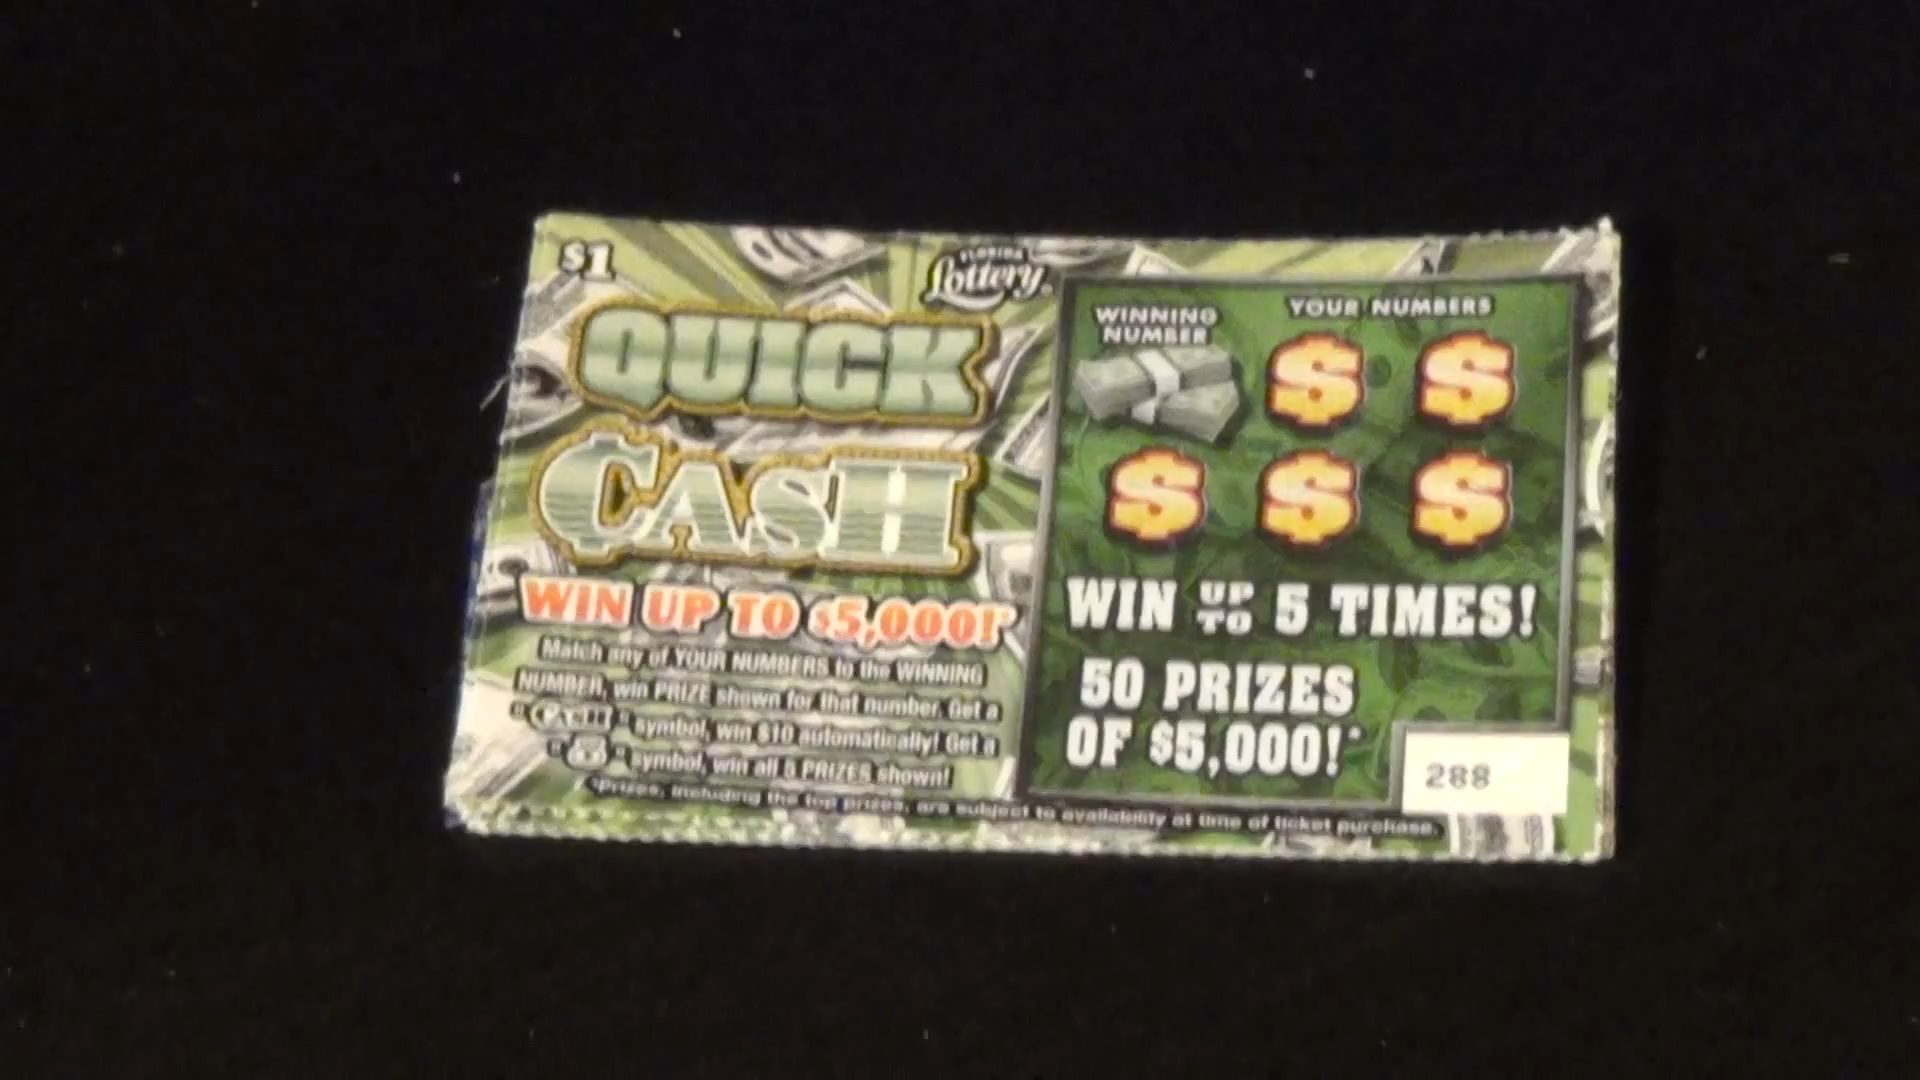 $1
FLORIDA
Lottery
QUICK
CASH
WIN UP TO $5,000!*
Match any of YOUR NUMBERS to the WINNING
NUMBER, win PRIZE shown for that number. Get a
"CASH" symbol, win $10 automatically! Get a
" " symbol, win all 5 PRIZES shown!
*Prizes, including the top prizes, are subject to availability at time of ticket purchase.
WINNING
NUMBER
YOUR NUMBERS
$ $
$ $ $
WIN UP TO 5 TIMES!
50 PRIZES
OF $5,000!*
288